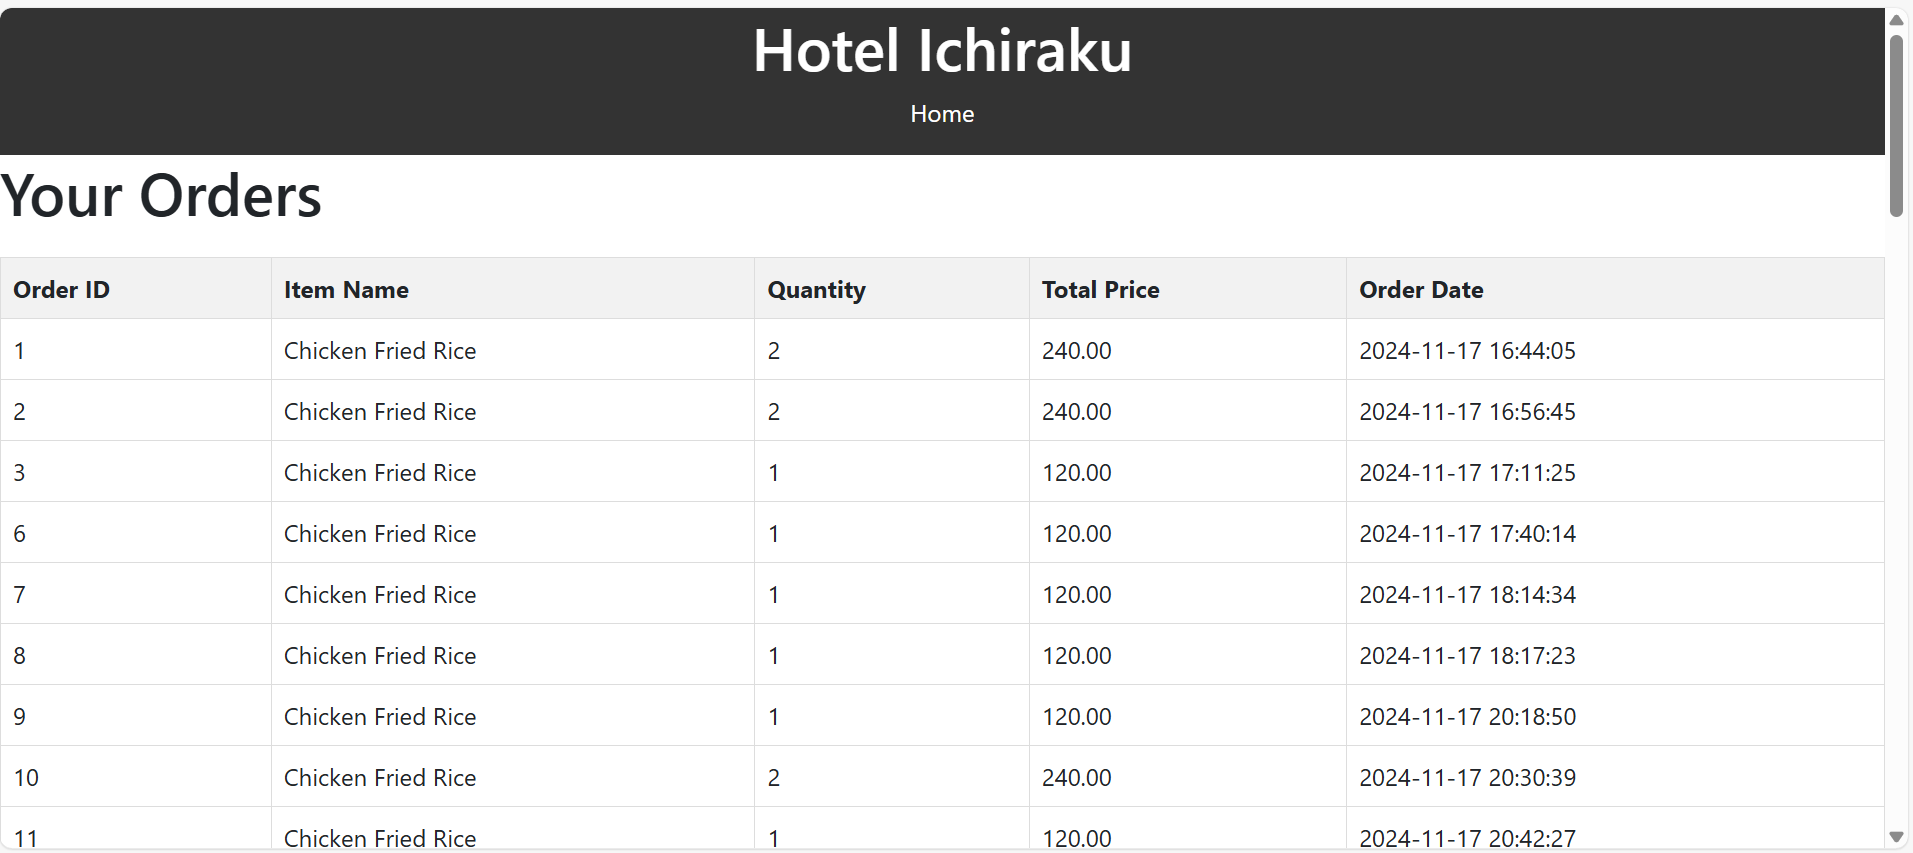 Hotel Ichiraku
Home
Your Orders
Order ID Item Name Quantity Total Price Order Date
1 Chicken Fried Rice 2 240.00 2024-11-17 16:44:05
2 Chicken Fried Rice 2 240.00 2024-11-17 16:56:45
3 Chicken Fried Rice 1 120.00 2024-11-17 17:11:25
6 Chicken Fried Rice 1 120.00 2024-11-17 17:40:14
7 Chicken Fried Rice 1 120.00 2024-11-17 18:14:34
8 Chicken Fried Rice 1 120.00 2024-11-17 18:17:23
9 Chicken Fried Rice 1 120.00 2024-11-17 20:18:50
10 Chicken Fried Rice 2 240.00 2024-11-17 20:30:39
11 Chicken Fried Rice 1 120.00 2024-11-17 20:42:27